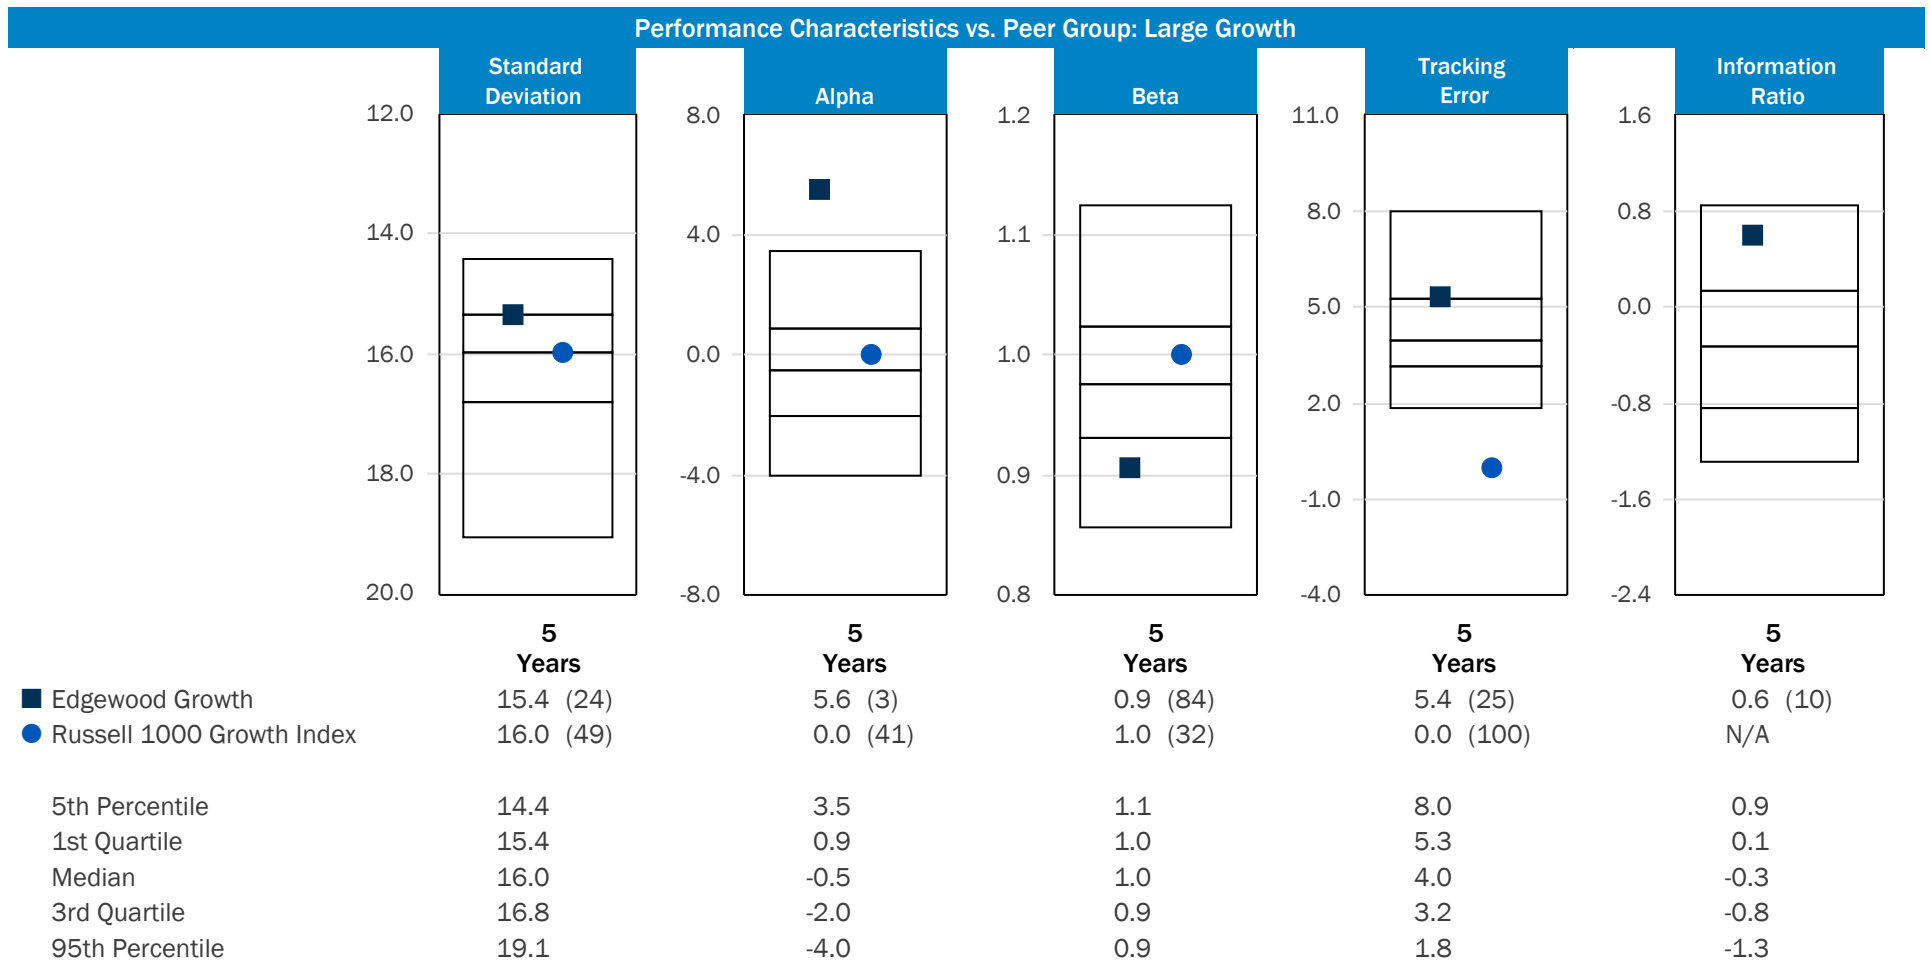 Performance Characteristics vs. Peer Group: Large Growth
Standard Deviation
Alpha
Beta
Tracking Error
Information Ratio
12.0
14.0
16.0
18.0
20.0
8.0
4.0
0.0
-4.0
-8.0
1.2
1.1
1.0
0.9
0.8
11.0
8.0
5.0
2.0
-1.0
-4.0
1.6
0.8
0.0
-0.8
-1.6
-2.4
5 Years 5 Years 5 Years 5 Years 5 Years
Edgewood Growth 15.4 (24) 5.6 (3) 0.9 (84) 5.4 (25) 0.6 (10)
Russell 1000 Growth Index 16.0 (49) 0.0 (41) 1.0 (32) 0.0 (100) N/A
5th Percentile 14.4 3.5 1.1 8.0 0.9
1st Quartile 15.4 0.9 1.0 5.3 0.1
Median 16.0 -0.5 1.0 4.0 -0.3
3rd Quartile 16.8 -2.0 0.9 3.2 -0.8
95th Percentile 19.1 -4.0 0.9 1.8 -1.3